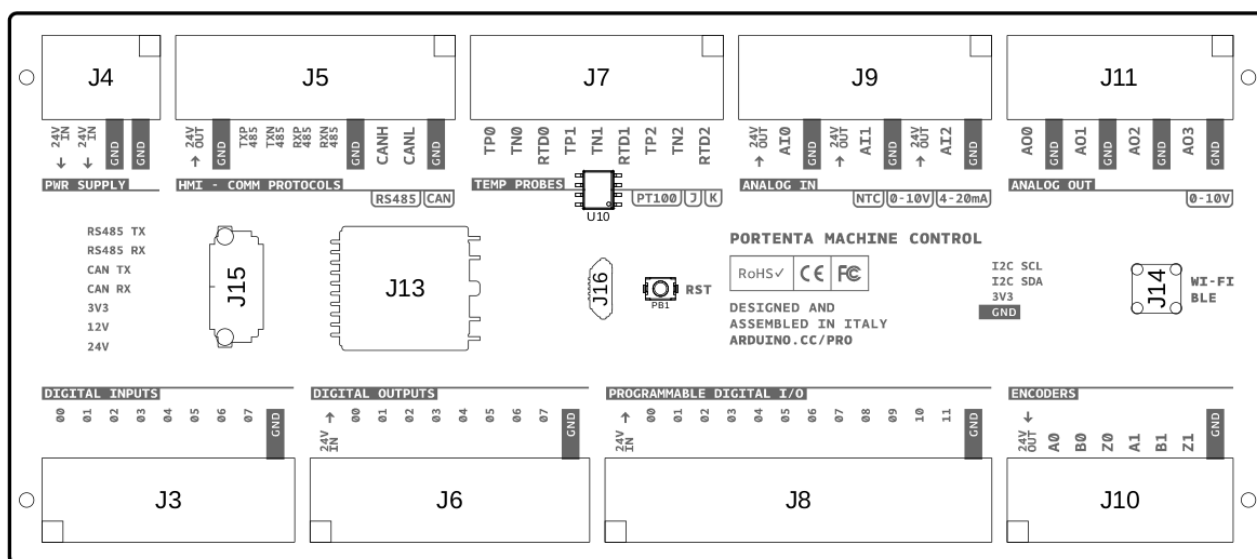 J4
J5
J7
J9
J11
24V IN
24V IN
GND
GND
24V OUT
GND
TXP 485
TXN 485
RXP 485
RXN 485
GND
CANH
CANL
GND
TP0
TN0
RTD0
TP1
TN1
RTD1
TP2
TN2
RTD2
24V OUT
AI0
GND
24V OUT
AI1
GND
24V OUT
AI2
GND
AO0
GND
AO1
GND
AO2
GND
AO3
GND
PWR SUPPLY
HMI - COMM PROTOCOLS
TEMP PROBES
ANALOG IN
ANALOG OUT
RS485 CAN
U10
PT100 J K
NTC 0-10V 4-20mA
0-10V
RS485 TX
RS485 RX
CAN TX
CAN RX
3V3
12V
24V
J15
J13
J16
PB1
RST
PORTENTA MACHINE CONTROL
RoHS✓ CE FC
DESIGNED AND
ASSEMBLED IN ITALY
ARDUINO.CC/PRO
I2C SCL
I2C SDA
3V3
GND
J14
WI-FI
BLE
DIGITAL INPUTS
DIGITAL OUTPUTS
PROGRAMMABLE DIGITAL I/O
ENCODERS
00 01 02 03 04 05 06 07 GND
24V IN 00 01 02 03 04 05 06 07 GND
24V IN 00 01 02 03 04 05 06 07 08 09 10 11 GND
24V OUT A0 B0 Z0 A1 B1 Z1 GND
J3
J6
J8
J10